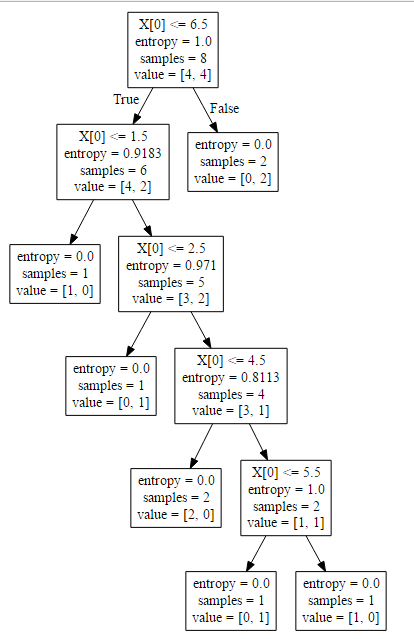 X[0] <= 6.5
entropy = 1.0
samples = 8
value = [4, 4]
True
False
X[0] <= 1.5
entropy = 0.9183
samples = 6
value = [4, 2]
entropy = 0.0
samples = 2
value = [0, 2]
entropy = 0.0
samples = 1
value = [1, 0]
X[0] <= 2.5
entropy = 0.971
samples = 5
value = [3, 2]
entropy = 0.0
samples = 1
value = [0, 1]
X[0] <= 4.5
entropy = 0.8113
samples = 4
value = [3, 1]
entropy = 0.0
samples = 2
value = [2, 0]
X[0] <= 5.5
entropy = 1.0
samples = 2
value = [1, 1]
entropy = 0.0
samples = 1
value = [0, 1]
entropy = 0.0
samples = 1
value = [1, 0]